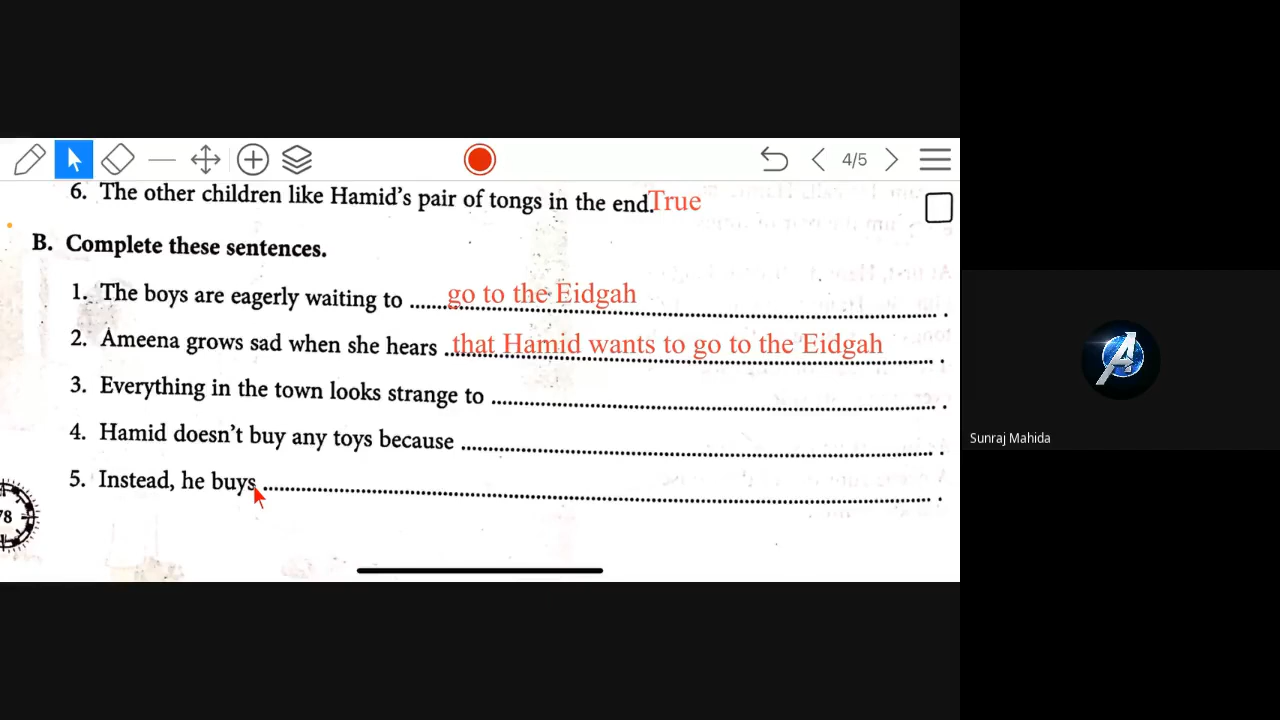 4/5
6. The other children like Hamid's pair of tongs in the end. True
B. Complete these sentences.
1. The boys are eagerly waiting to ...... go to the Eidgah .
2. Ameena grows sad when she hears ...that Hamid wants to go to the Eidgah .
3. Everything in the town looks strange to ...... .
4. Hamid doesn't buy any toys because ...... .
5. Instead, he buys ...... .
78
Sunraj Mahida